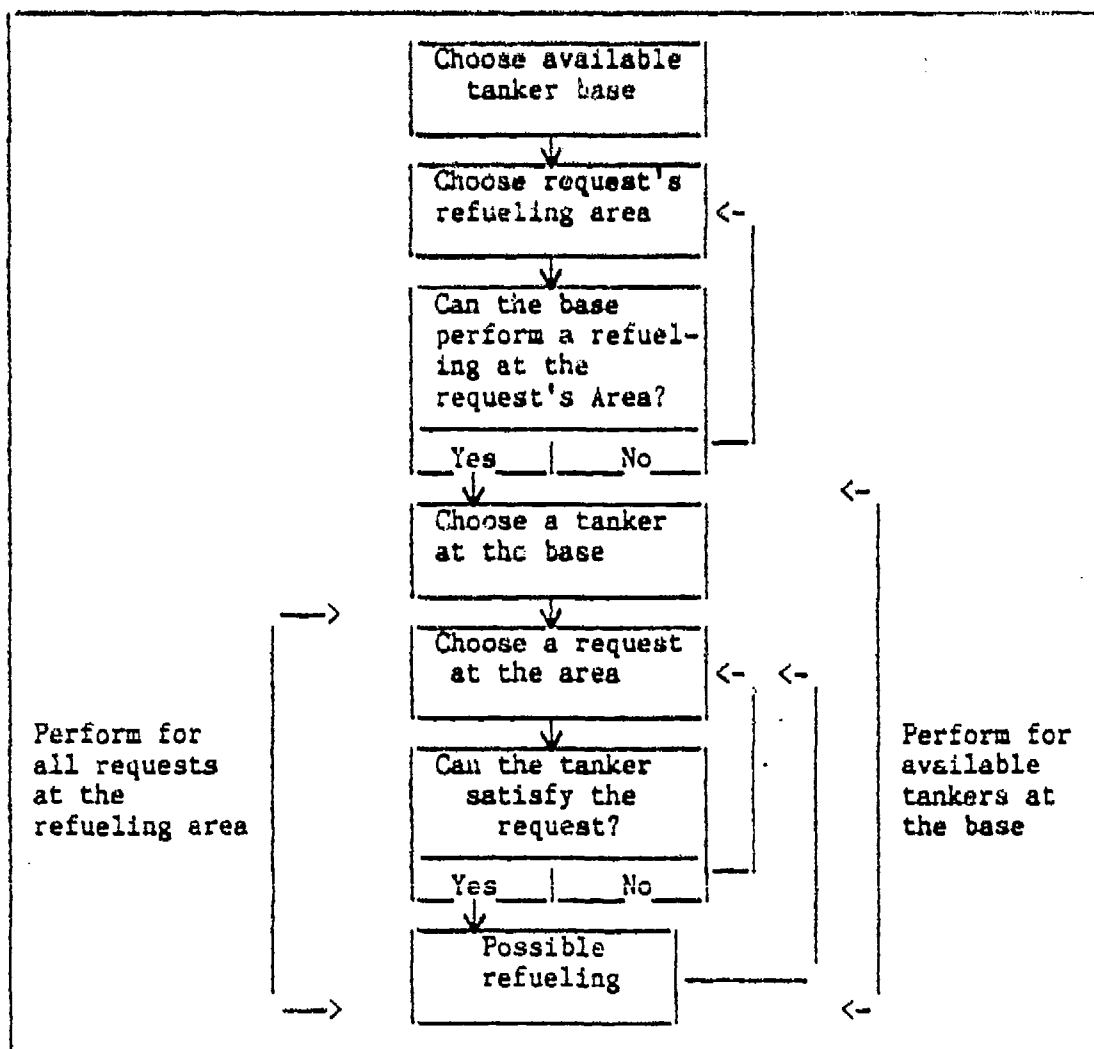 Choose available
tanker base
Choose request's
refueling area
Can the base
perform a refuel-
ing at the
request's Area?
Yes | No
Choose a tanker
at the base
Choose a request
at the area
Perform for
all requests
at the
refueling area
Can the tanker
satisfy the
request?
Yes | No
Perform for
available
tankers at
the base
Possible
refueling